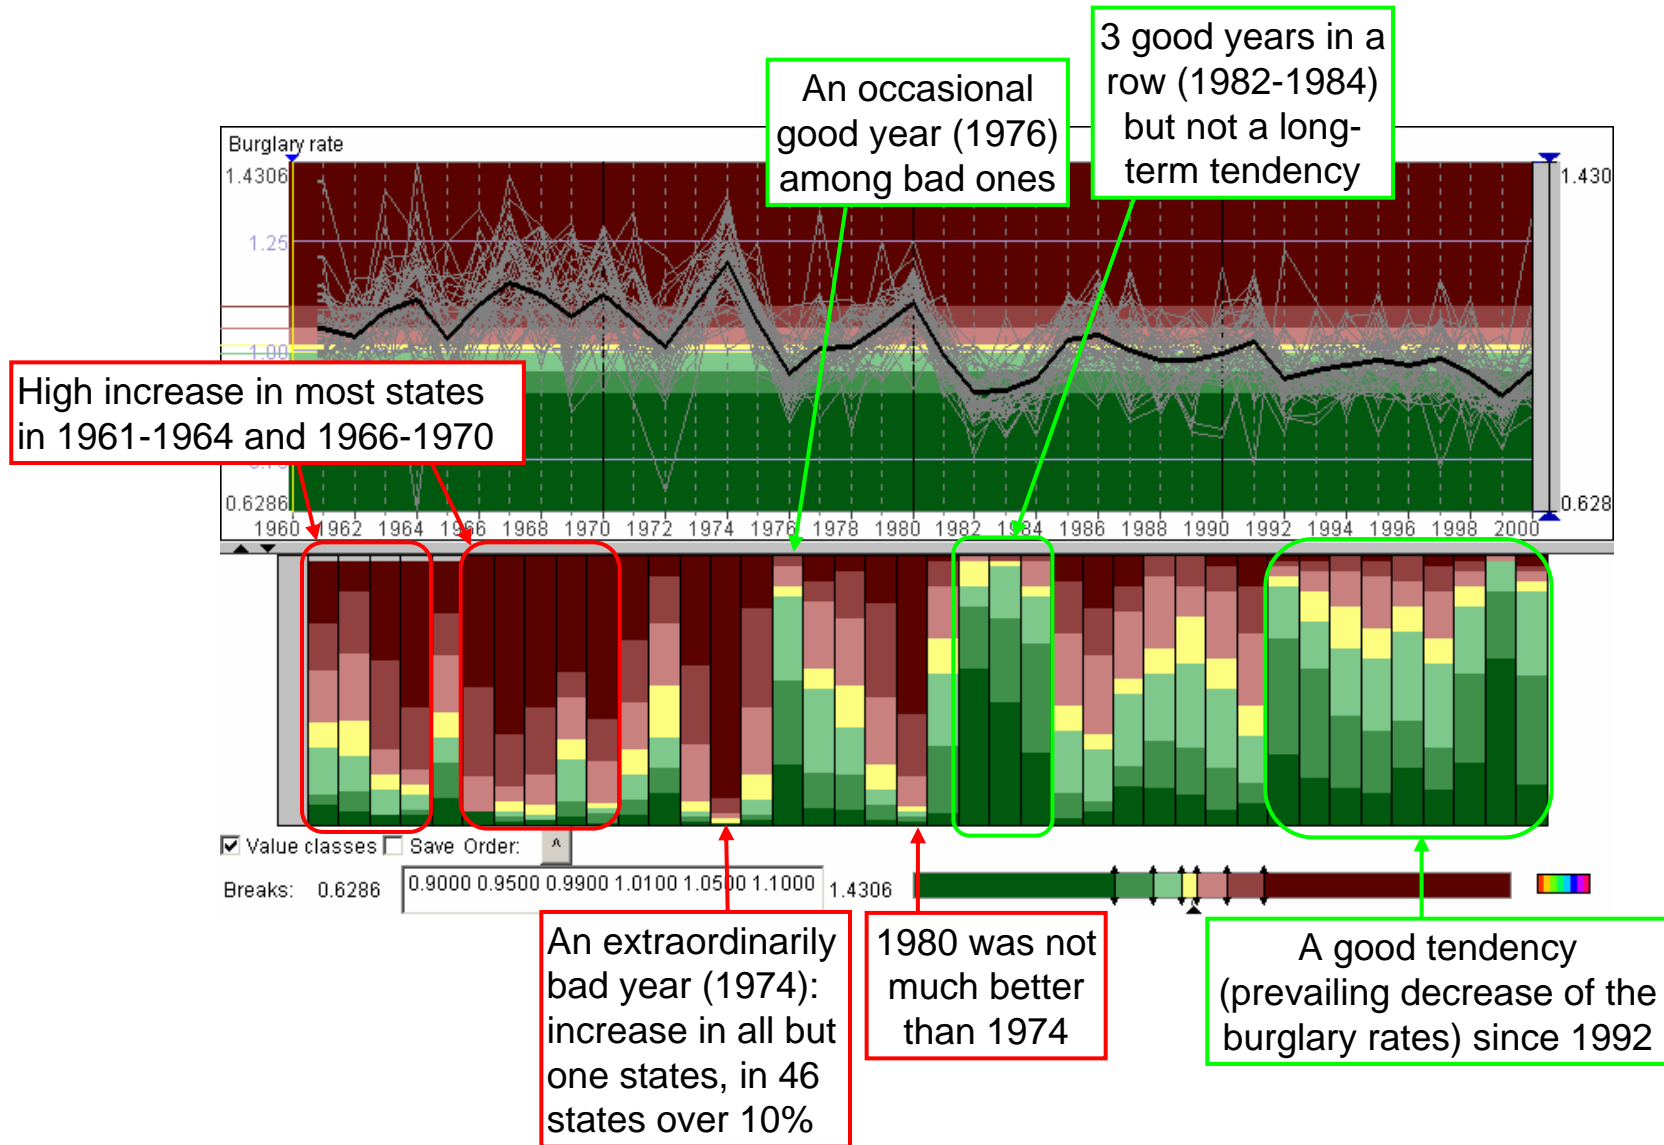 3 good years in a
row (1982-1984)
but not a long-
term tendency
An occasional
good year (1976)
among bad ones
Burglary rate
1.4306
1.430
1.25
1.00
High increase in most states
in 1961-1964 and 1966-1970
0.6286
0.628
1960 1962 1964 1966 1968 1970 1972 1974 1976 1978 1980 1982 1984 1986 1988 1990 1992 1994 1996 1998 2000
Value classes Save Order: ^
Breaks: 0.6286 0.9000 0.9500 0.9900 1.0100 1.0500 1.1000 1.4306
An extraordinarily
bad year (1974):
increase in all but
one states, in 46
states over 10%
1980 was not
much better
than 1974
A good tendency
(prevailing decrease of the
burglary rates) since 1992